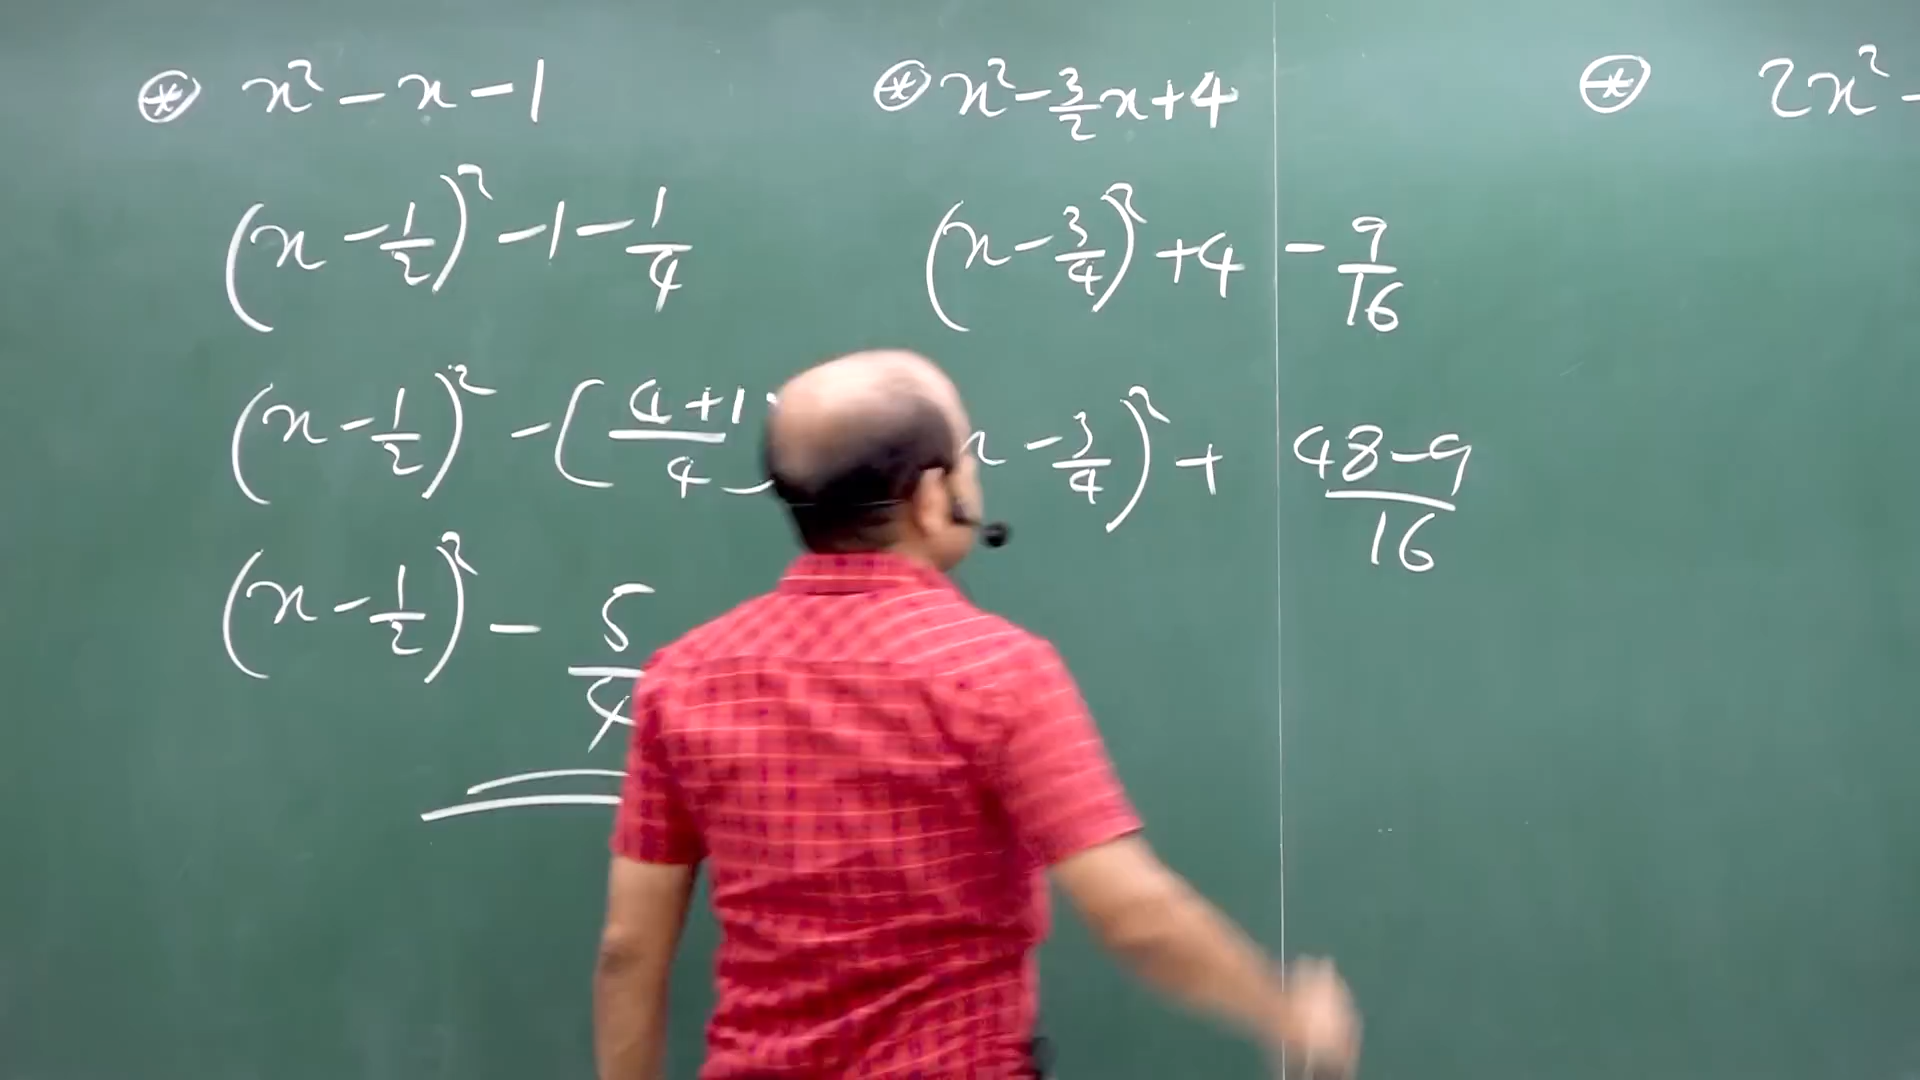 ⊛ x² - x - 1
(x - 1/2)² - 1 - 1/4
(x - 1/2)² - (4+1/4)
(x - 1/2)² - 5/4
⊛ x² - 3/2 x + 4
(x - 3/4)² + 4 - 9/16
x - 3/4)² + 48-9/16
⊛ 2x² -